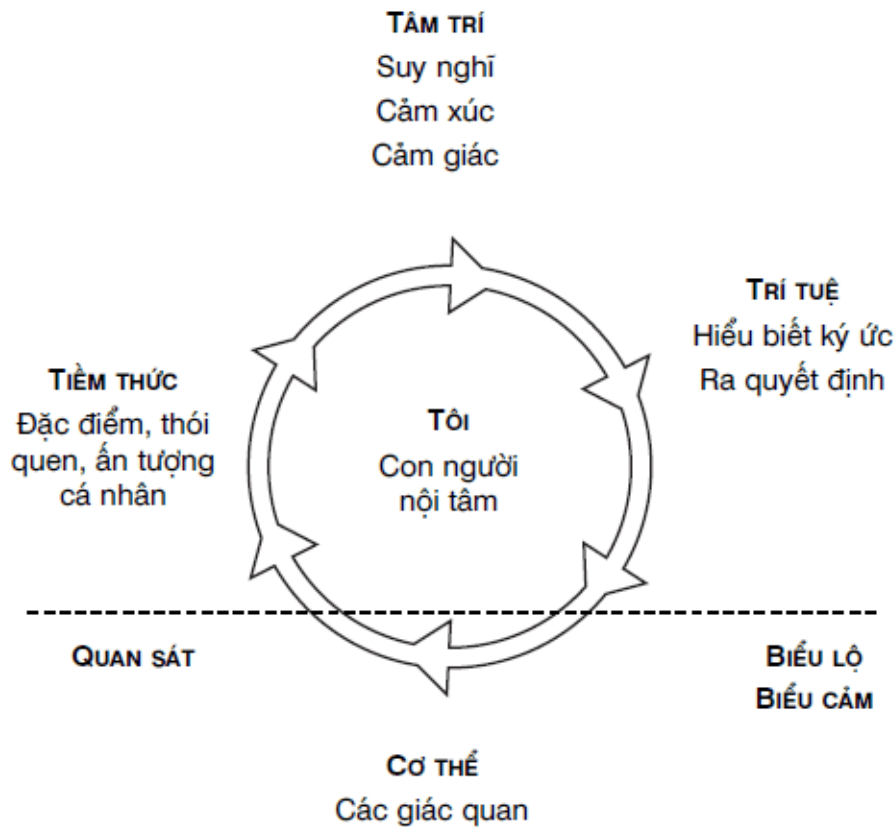 TÂM TRÍ
Suy nghĩ
Cảm xúc
Cảm giác
TRÍ TUỆ
Hiểu biết ký ức
Ra quyết định
TIỀM THỨC
Đặc điểm, thói
quen, ấn tượng
cá nhân
TÔI
Con người
nội tâm
QUAN SÁT
BIỂU LỘ
BIỂU CẢM
CƠ THỂ
Các giác quan